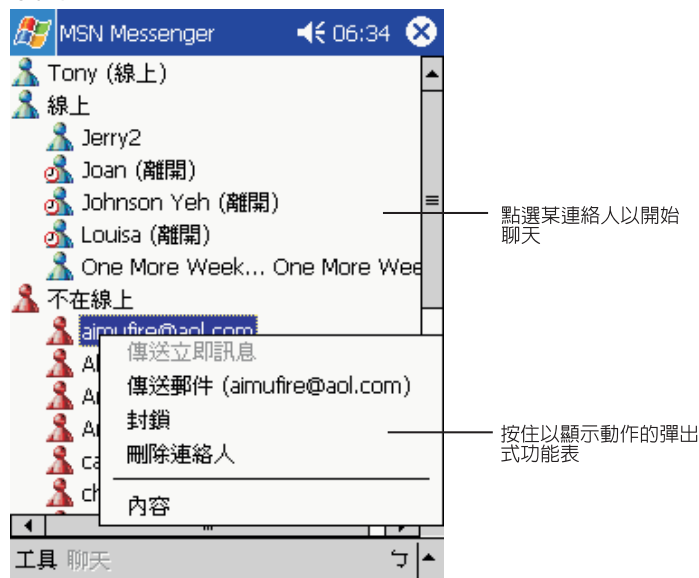 MSN Messenger 06:34
Tony (線上)
線上
Jerry2
Joan (離開)
Johnson Yeh (離開)
Louisa (離開)
One More Week... One More Wee
點選某連絡人以開始
聊天
不在線上
aimufire@aol.com
傳送立即訊息
傳送郵件 (aimufire@aol.com)
封鎖
刪除連絡人
內容
按住以顯示動作的彈出
式功能表
ca
ch
工具 聊天 ㄅ